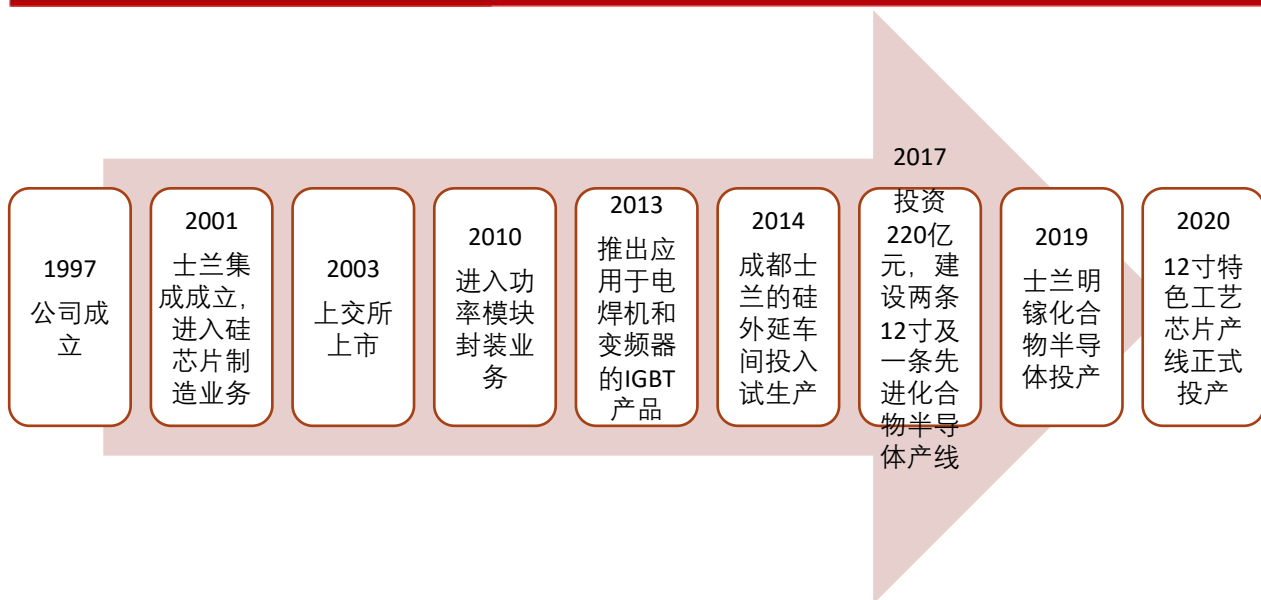 1997
公司成
立
2001
士兰集
成成立，
进入硅
芯片制
造业务
2003
上交所
上市
2010
进入功
率模块
封装业
务
2013
推出应
用于电
焊机和
变频器
的IGBT
产品
2014
成都士
兰的硅
外延车
间投入
试生产
2017
投资
220亿
元，建
设两条
12寸及
一条先
进化合
物半导
体产线
2019
士兰明
镓化合
物半导
体投产
2020
12寸特
色工艺
芯片产
线正式
投产